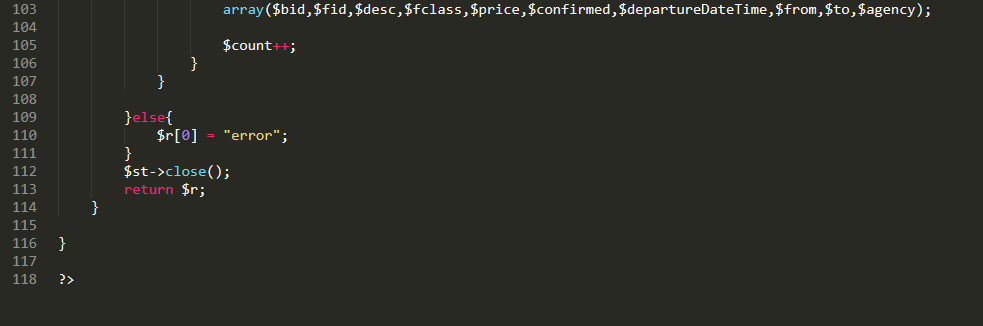 103 array($bid,$fid,$desc,$fclass,$price,$confirmed,$departureDateTime,$from,$to,$agency);
104
105 $count++;
106 }
107 }
108
109 }else{
110 $r[0] = "error";
111 }
112 $st->close();
113 return $r;
114 }
115
116 }
117
118 ?>